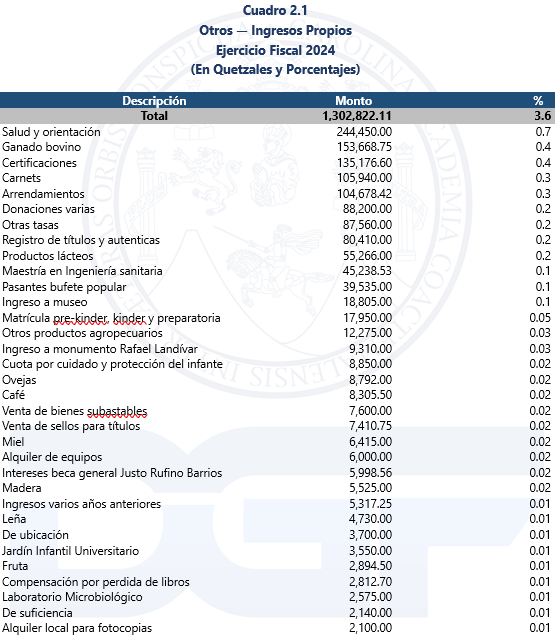 Cuadro 2.1
Otros — Ingresos Propios
Ejercicio Fiscal 2024
(En Quetzales y Porcentajes)
Descripción Monto %
Total 1,302,822.11 3.6
Salud y orientación 244,450.00 0.7
Ganado bovino 153,668.75 0.4
Certificaciones 135,176.60 0.4
Carnets 105,940.00 0.3
Arrendamientos 104,678.42 0.3
Donaciones varias 88,200.00 0.2
Otras tasas 87,560.00 0.2
Registro de títulos y autenticas 80,410.00 0.2
Productos lácteos 55,266.00 0.2
Maestría en Ingeniería sanitaria 45,238.53 0.1
Pasantes bufete popular 39,535.00 0.1
Ingreso a museo 18,805.00 0.1
Matrícula pre-kinder, kinder y preparatoria 17,950.00 0.05
Otros productos agropecuarios 12,275.00 0.03
Ingreso a monumento Rafael Landívar 9,310.00 0.03
Cuota por cuidado y protección del infante 8,850.00 0.02
Ovejas 8,792.00 0.02
Café 8,305.50 0.02
Venta de bienes subastables 7,600.00 0.02
Venta de sellos para títulos 7,410.75 0.02
Miel 6,415.00 0.02
Alquiler de equipos 6,000.00 0.02
Intereses beca general Justo Rufino Barrios 5,998.56 0.02
Madera 5,525.00 0.02
Ingresos varios años anteriores 5,317.25 0.01
Leña 4,730.00 0.01
De ubicación 3,700.00 0.01
Jardín Infantil Universitario 3,550.00 0.01
Fruta 2,894.50 0.01
Compensación por perdida de libros 2,812.70 0.01
Laboratorio Microbiológico 2,575.00 0.01
De suficiencia 2,140.00 0.01
Alquiler local para fotocopias 2,100.00 0.01